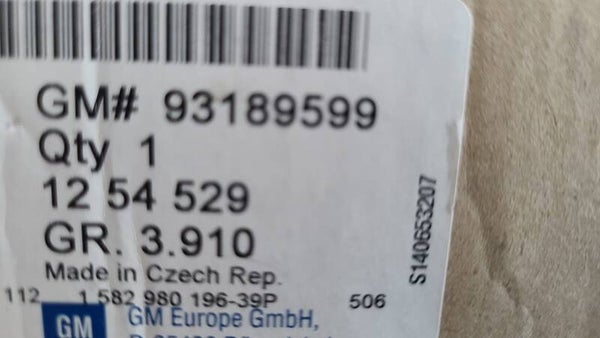 GM# 93189599
Qty 1
12 54 529
GR. 3.910
Made in Czech Rep.
112 1 582 980 196-39P 506
GM GM Europe GmbH,
S140653207